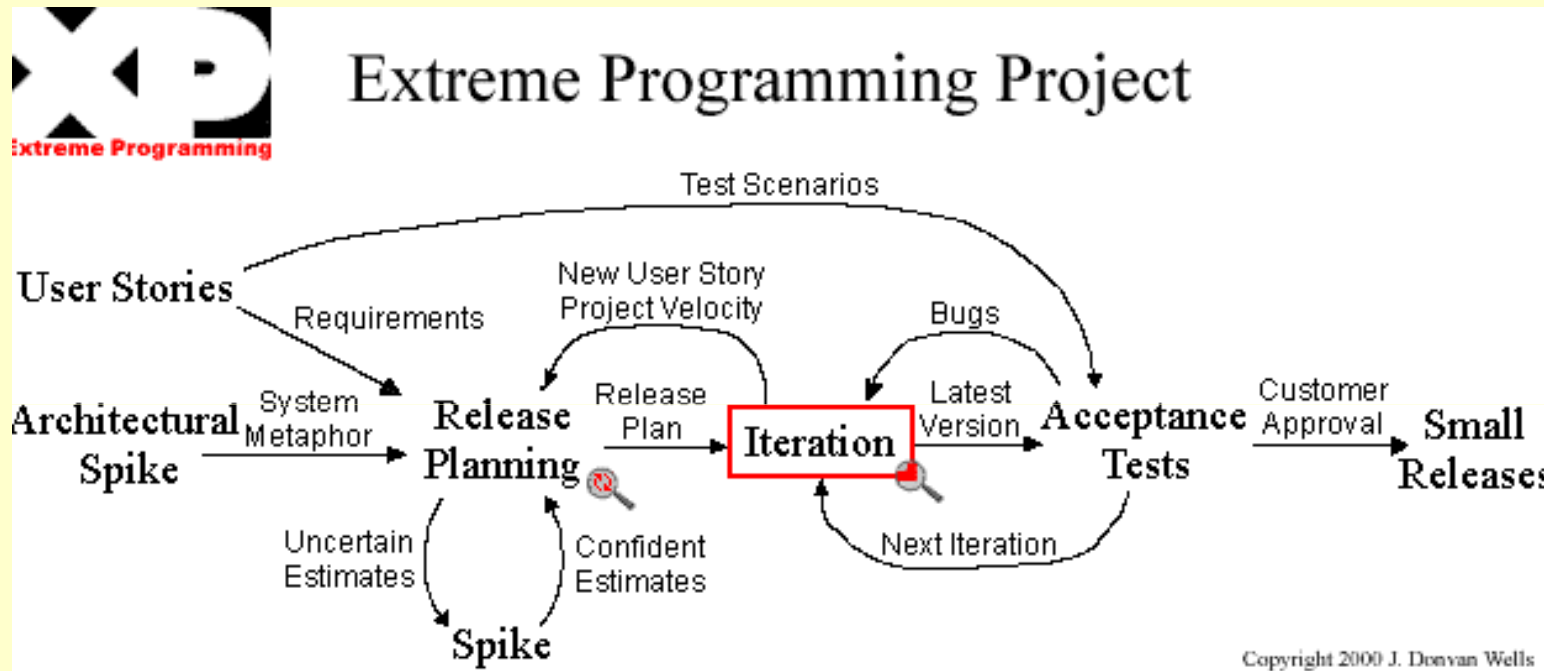 XP
Extreme Programming
Extreme Programming Project
Test Scenarios
User Stories
Requirements
New User Story
Project Velocity
Bugs
Architectural
Spike
System
Metaphor
Release
Planning
Release
Plan
Iteration
Latest
Version
Acceptance
Tests
Customer
Approval
Small
Releases
Uncertain
Estimates
Confident
Estimates
Next Iteration
Spike
Copyright 2000 J. Donvan Wells